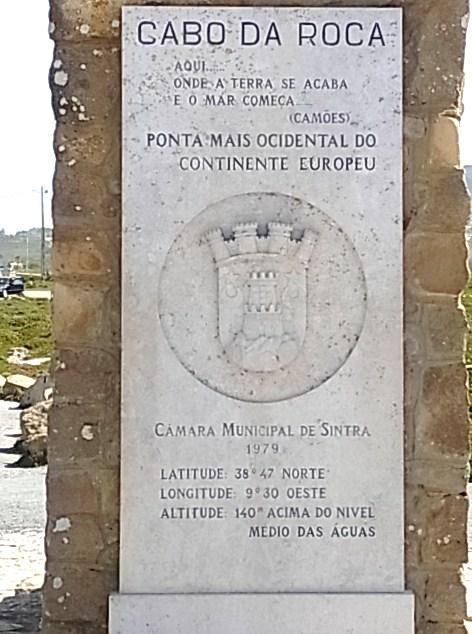 CABO DA ROCA
AQUI.....
ONDE A TERRA SE ACABA
E O MAR COMEÇA....
(CAMÕES)
PONTA MAIS OCIDENTAL DO
CONTINENTE EUROPEU
CÂMARA MUNICIPAL DE SINTRA
1979
LATITUDE: 38° 47 NORTE
LONGITUDE: 9° 30 OESTE
ALTITUDE: 140ᵐ ACIMA DO NIVEL
MÉDIO DAS ÁGUAS